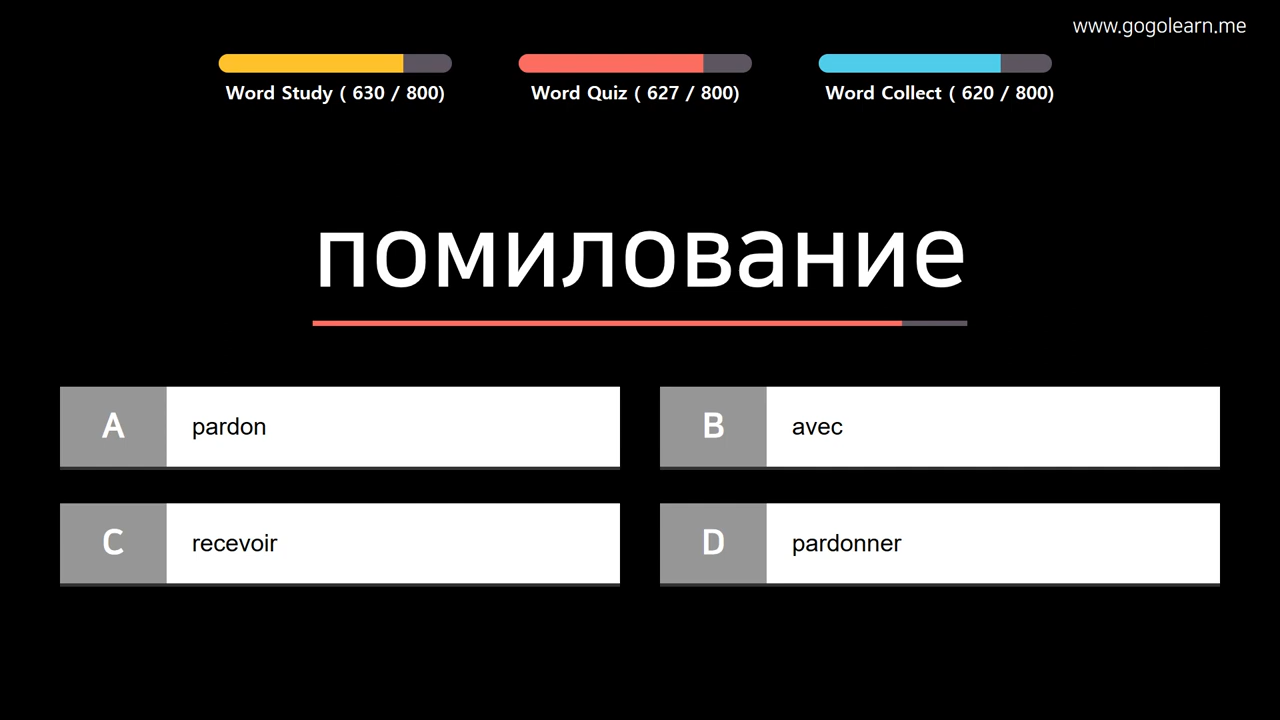 www.gogolearn.me
Word Study ( 630 / 800)
Word Quiz ( 627 / 800)
Word Collect ( 620 / 800)
помилование
A pardon
B avec
C recevoir
D pardonner